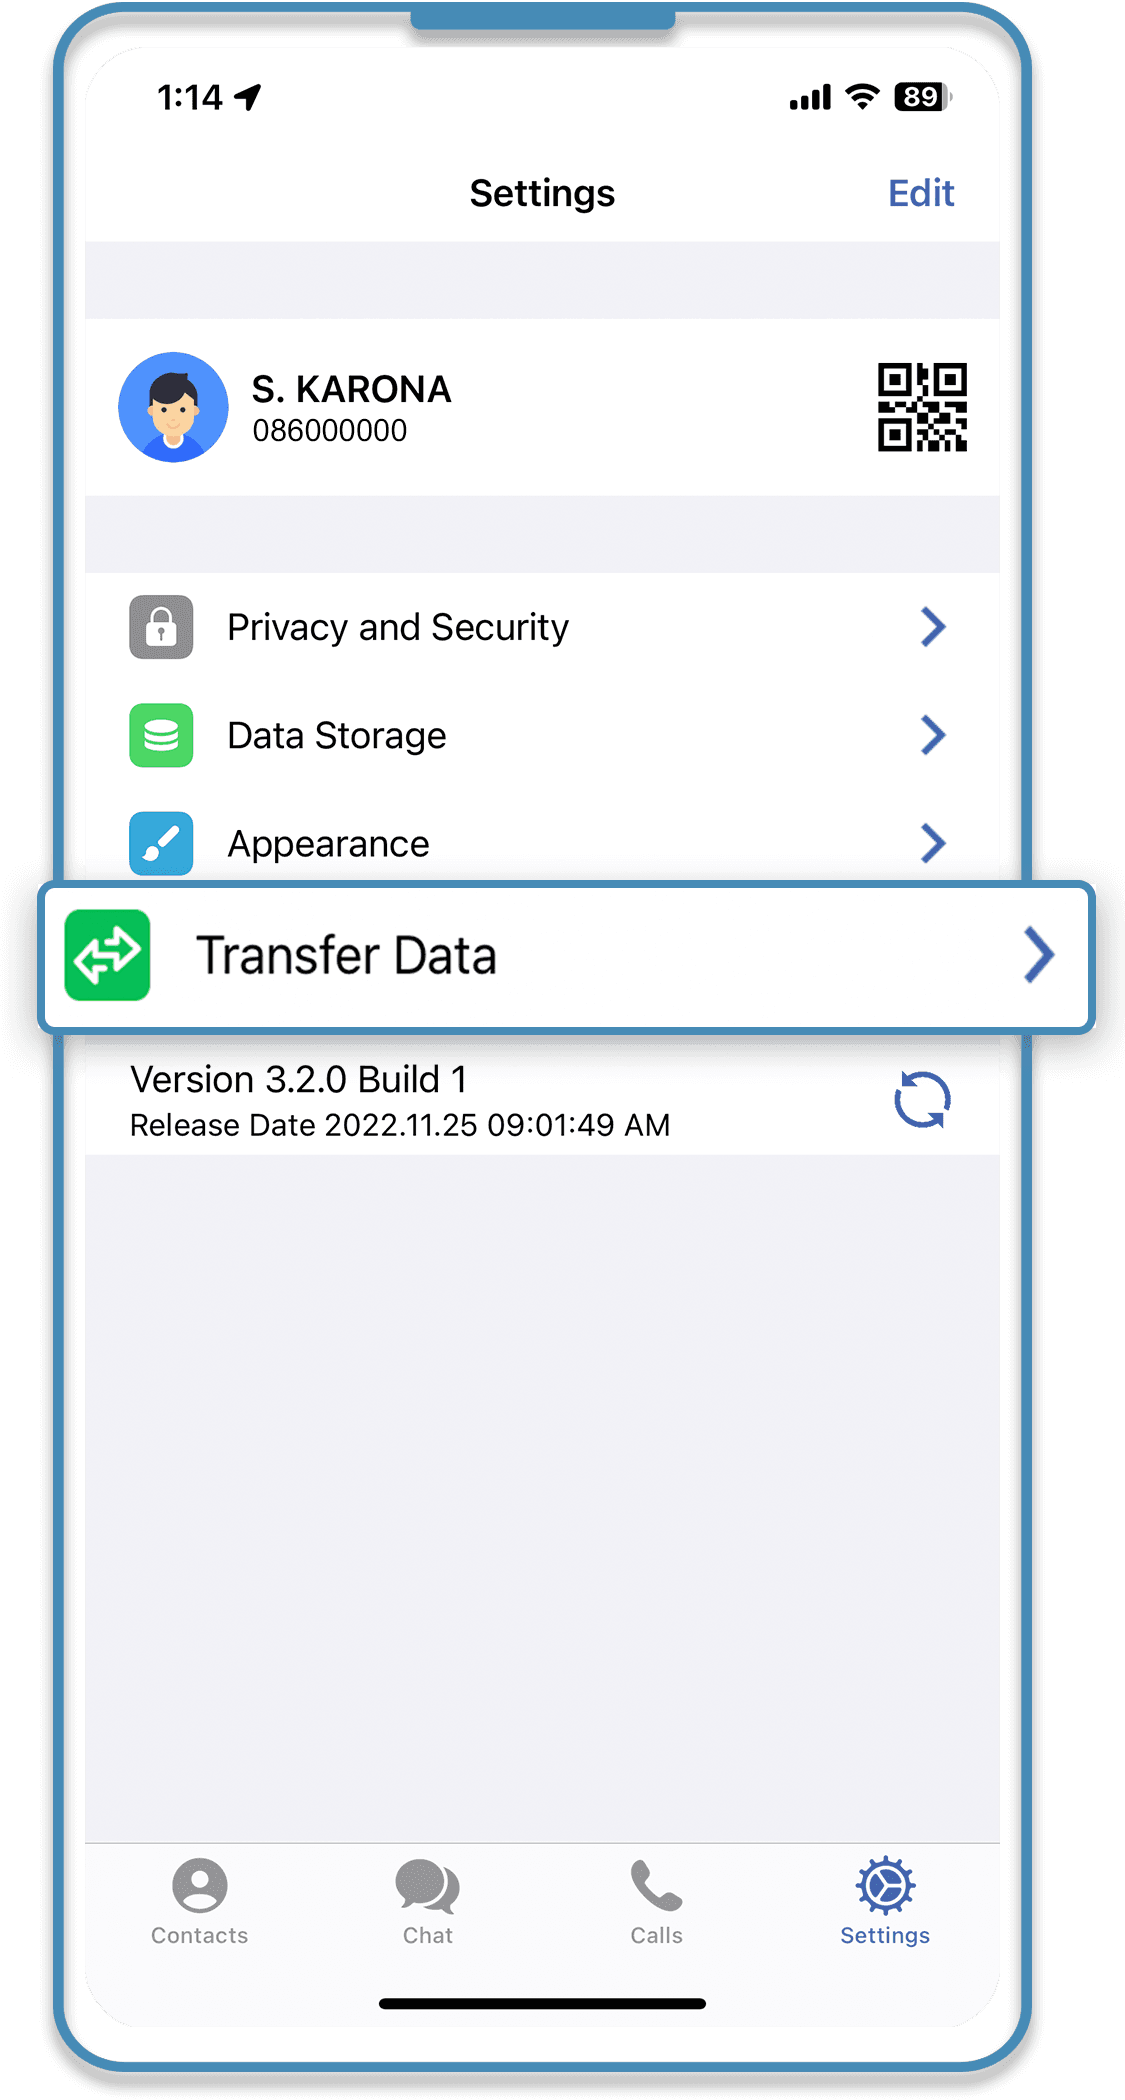 1:14
89
Settings
Edit
S. KARONA
086000000
Privacy and Security
Data Storage
Appearance
Transfer Data
Version 3.2.0 Build 1
Release Date 2022.11.25 09:01:49 AM
Contacts
Chat
Calls
Settings